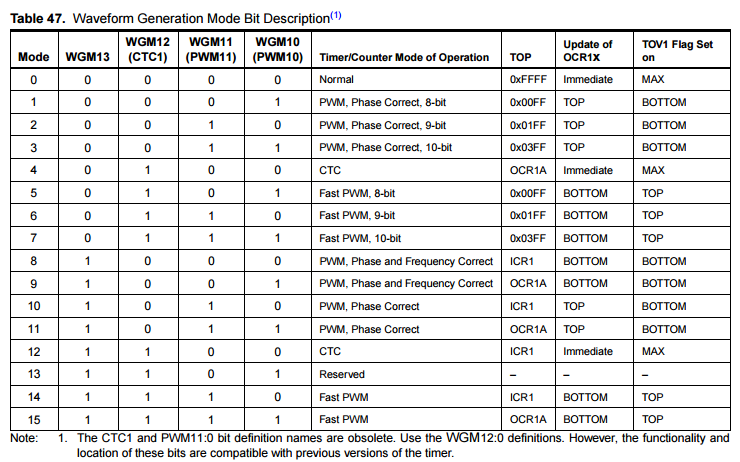 Table 47. Waveform Generation Mode Bit Description(1)
Mode WGM13 WGM12 (CTC1) WGM11 (PWM11) WGM10 (PWM10) Timer/Counter Mode of Operation TOP Update of OCR1X TOV1 Flag Set on
0 0 0 0 0 Normal 0xFFFF Immediate MAX
1 0 0 0 1 PWM, Phase Correct, 8-bit 0x00FF TOP BOTTOM
2 0 0 1 0 PWM, Phase Correct, 9-bit 0x01FF TOP BOTTOM
3 0 0 1 1 PWM, Phase Correct, 10-bit 0x03FF TOP BOTTOM
4 0 1 0 0 CTC OCR1A Immediate MAX
5 0 1 0 1 Fast PWM, 8-bit 0x00FF BOTTOM TOP
6 0 1 1 0 Fast PWM, 9-bit 0x01FF BOTTOM TOP
7 0 1 1 1 Fast PWM, 10-bit 0x03FF BOTTOM TOP
8 1 0 0 0 PWM, Phase and Frequency Correct ICR1 BOTTOM BOTTOM
9 1 0 0 1 PWM, Phase and Frequency Correct OCR1A BOTTOM BOTTOM
10 1 0 1 0 PWM, Phase Correct ICR1 TOP BOTTOM
11 1 0 1 1 PWM, Phase Correct OCR1A TOP BOTTOM
12 1 1 0 0 CTC ICR1 Immediate MAX
13 1 1 0 1 Reserved – – –
14 1 1 1 0 Fast PWM ICR1 BOTTOM TOP
15 1 1 1 1 Fast PWM OCR1A BOTTOM TOP
Note: 1. The CTC1 and PWM11:0 bit definition names are obsolete. Use the WGM12:0 definitions. However, the functionality and
location of these bits are compatible with previous versions of the timer.